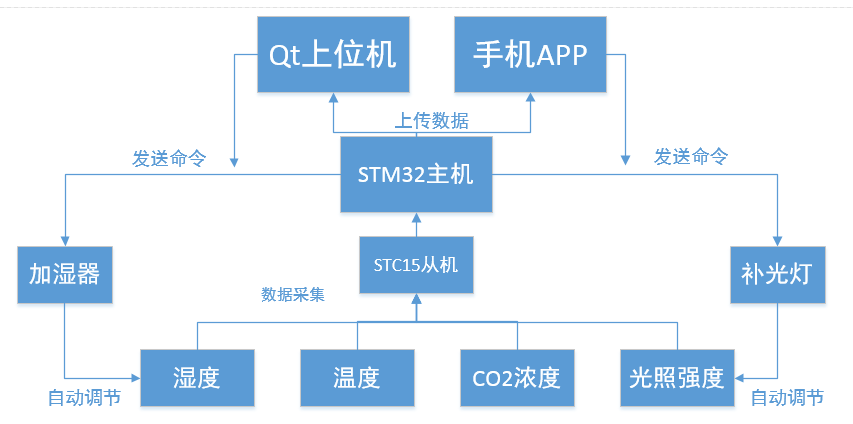 Qt上位机
手机APP
上传数据
发送命令
发送命令
STM32主机
加湿器
STC15从机
补光灯
数据采集
湿度
温度
CO2浓度
光照强度
自动调节
自动调节